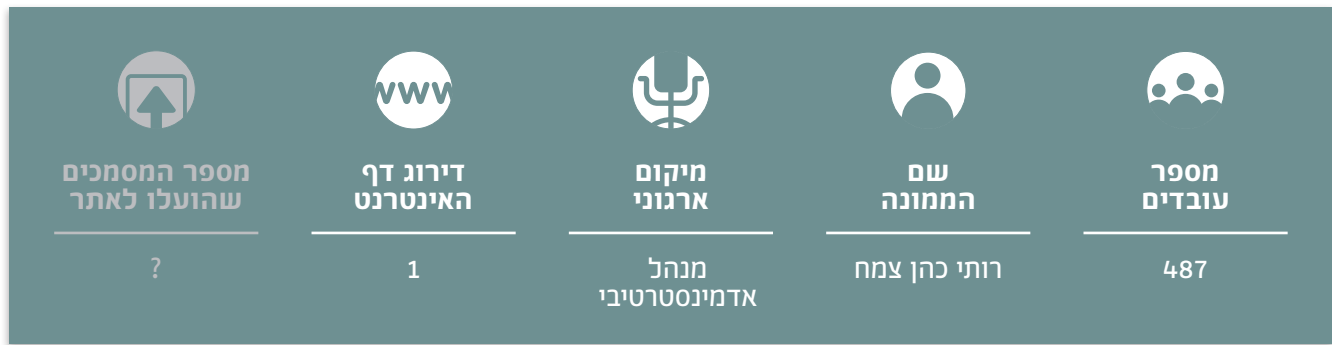 מספר
עובדים
487
שם
הממונה
רותי כהן צמח
מיקום
ארגוני
מנהל
אדמינסטרטיבי
www
דירוג דף
האינטרנט
1
מספר המסמכים
שהועלו לאתר
?